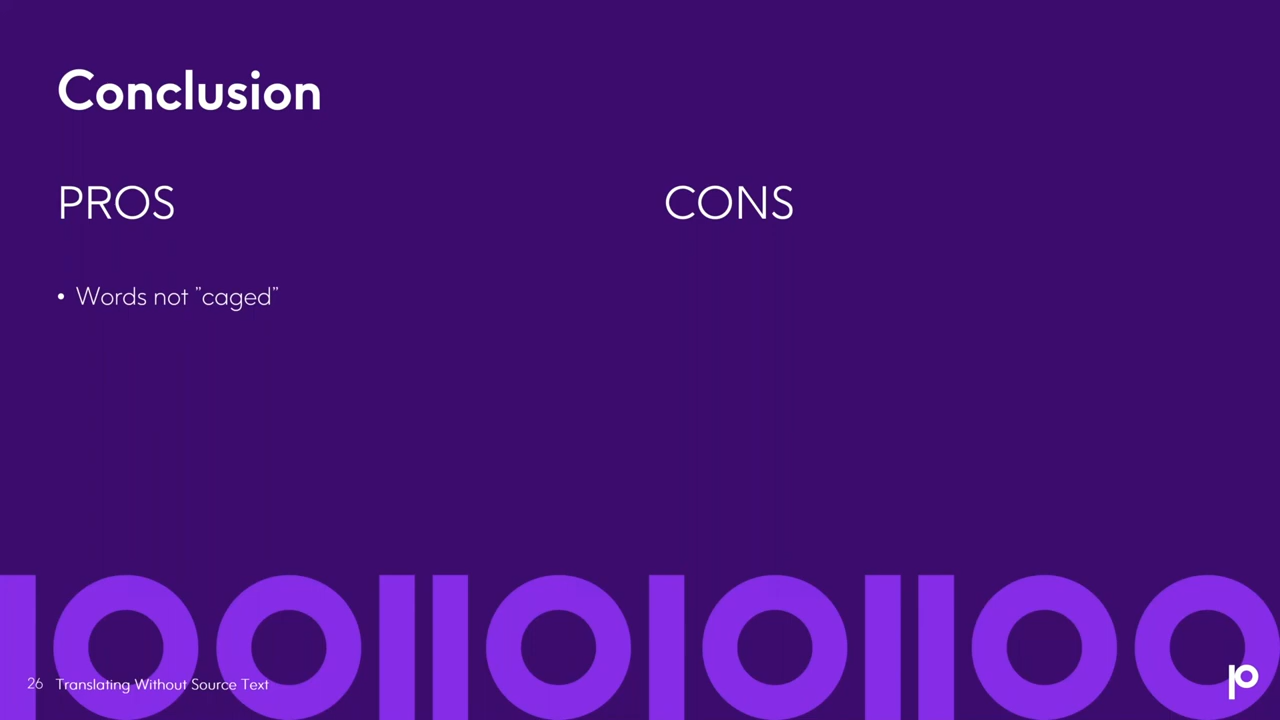 Conclusion
PROS
CONS
• Words not ”caged”
26 Translating Without Source Text